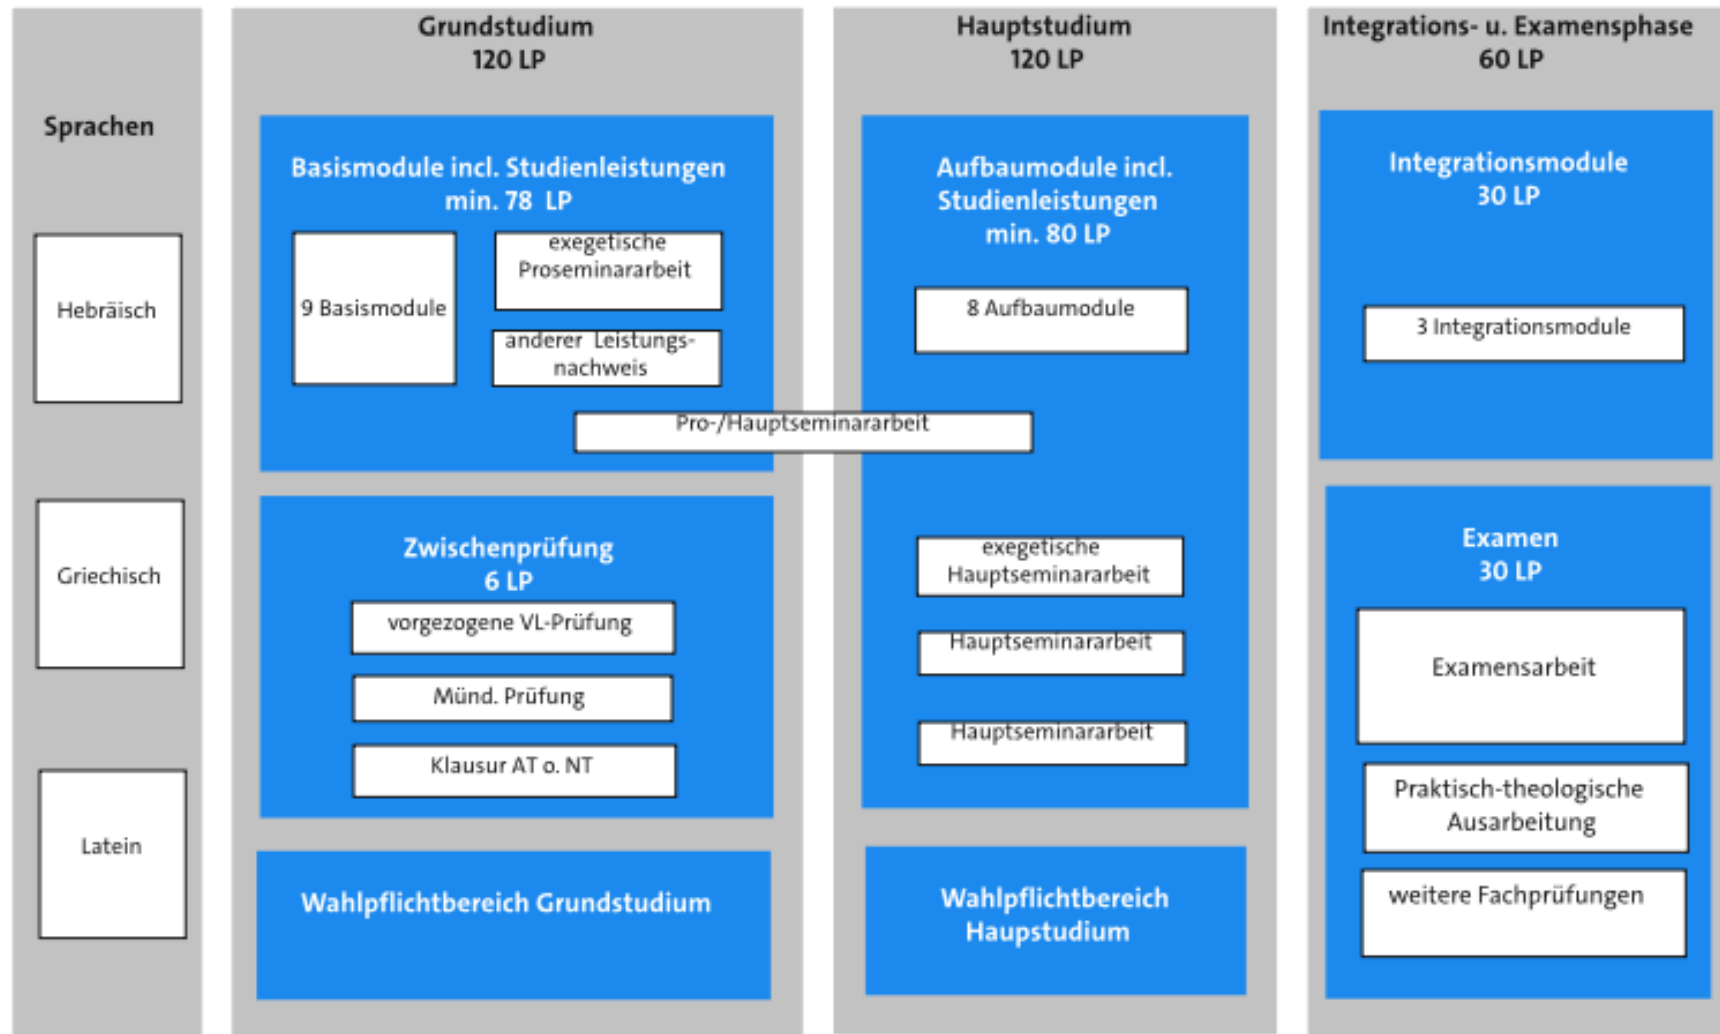 Sprachen
Hebräisch
Griechisch
Latein
Grundstudium
120 LP
Basismodule incl. Studienleistungen
min. 78 LP
9 Basismodule
exegetische
Proseminararbeit
anderer Leistungs-
nachweis
Pro-/Hauptseminararbeit
Zwischenprüfung
6 LP
vorgezogene VL-Prüfung
Münd. Prüfung
Klausur AT o. NT
Wahlpflichtbereich Grundstudium
Hauptstudium
120 LP
Aufbaumodule incl.
Studienleistungen
min. 80 LP
8 Aufbaumodule
exegetische
Hauptseminararbeit
Hauptseminararbeit
Hauptseminararbeit
Wahlpflichtbereich
Haupstudium
Integrations- u. Examensphase
60 LP
Integrationsmodule
30 LP
3 Integrationsmodule
Examen
30 LP
Examensarbeit
Praktisch-theologische
Ausarbeitung
weitere Fachprüfungen